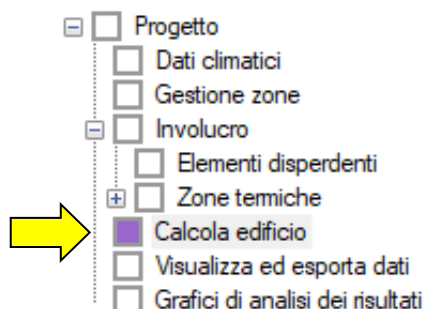 Progetto
Dati climatici
Gestione zone
Involucro
Elementi disperdenti
Zone termiche
Calcola edificio
Visualizza ed esporta dati
Grafici di analisi dei risultati